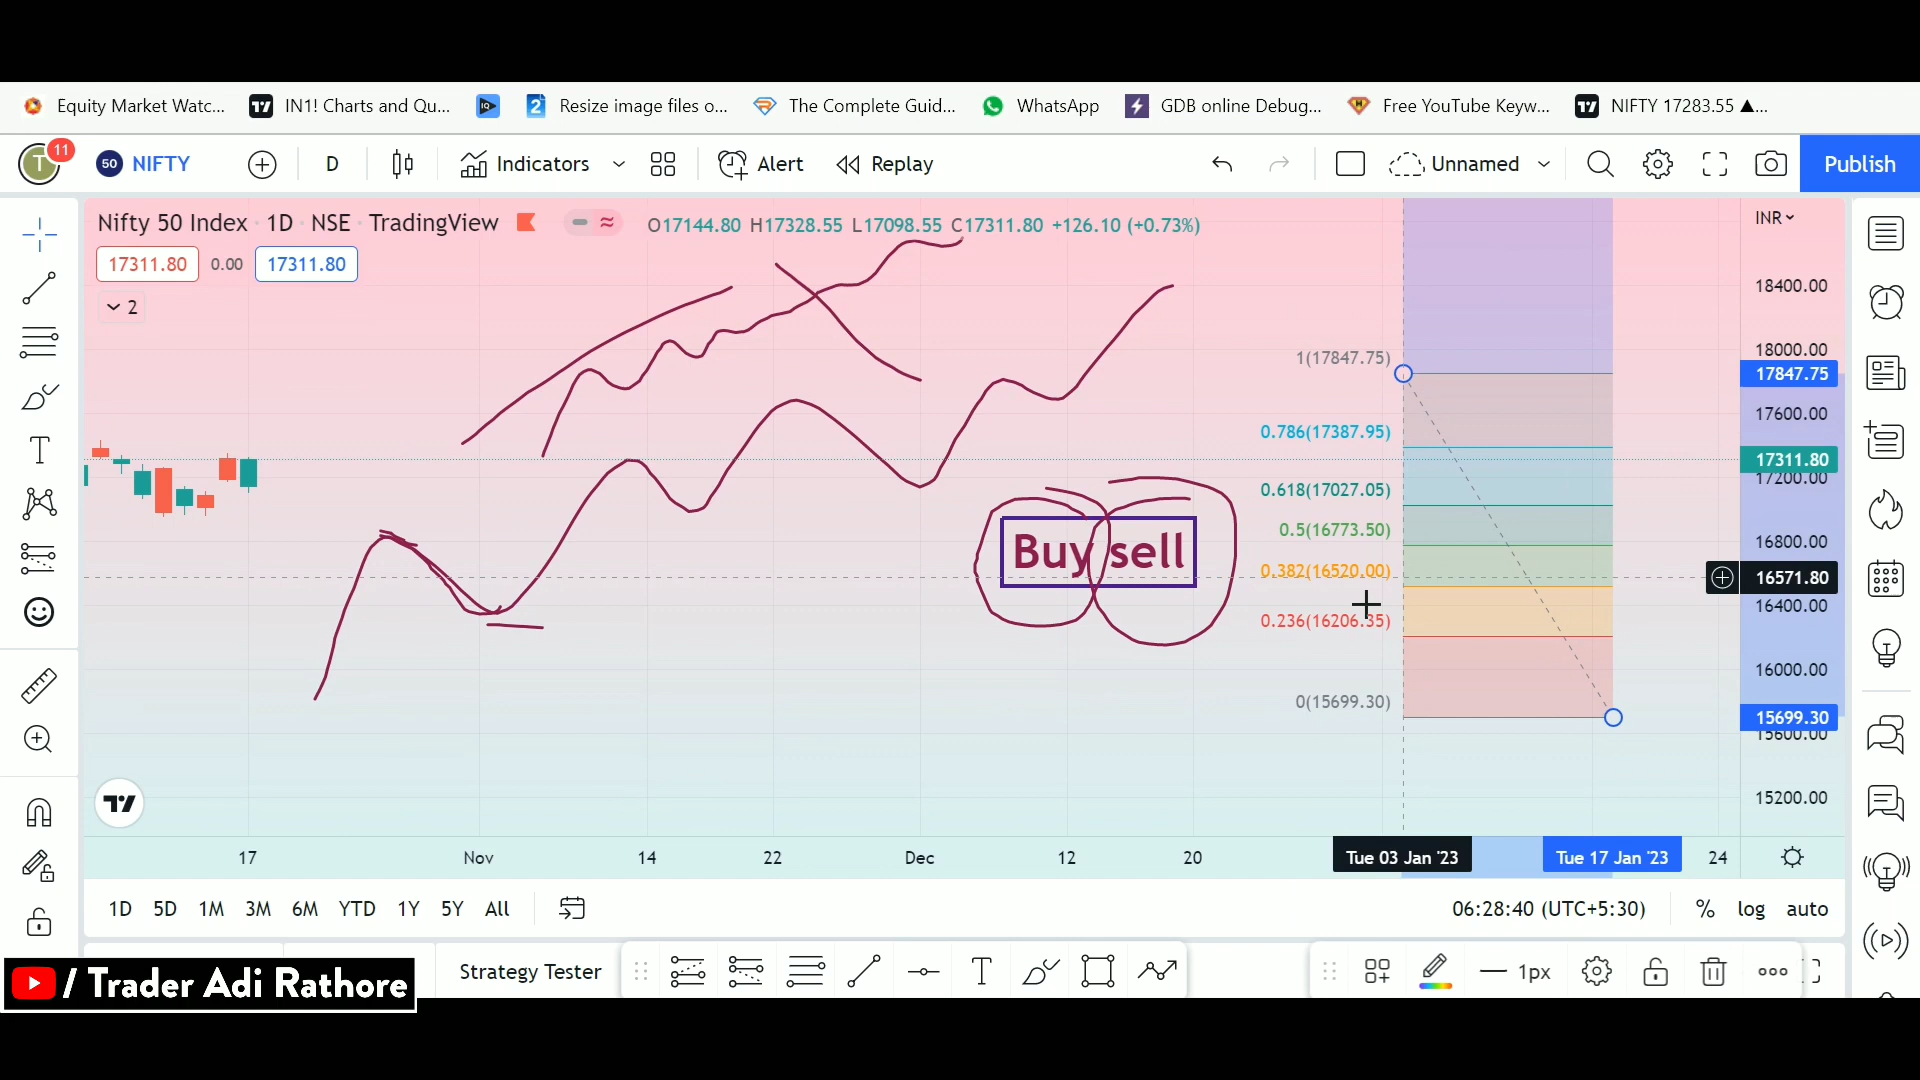 Equity Market Watc... IN1! Charts and Qu... Resize image files o... The Complete Guid... WhatsApp GDB online Debug... Free YouTube Keyw... NIFTY 17283.55 ▲...
T 11 50 NIFTY D Indicators Alert Replay Unnamed Publish
Nifty 50 Index · 1D · NSE · TradingView O17144.80 H17328.55 L17098.55 C17311.80 +126.10 (+0.73%) INR
17311.80 0.00 17311.80
2
18400.00
18000.00
1(17847.75) 17847.75
17600.00
0.786(17387.95)
17311.80
17200.00
0.618(17027.05)
0.5(16773.50) 16800.00
Buy sell
0.382(16520.00) 16571.80
16400.00
0.236(16206.35)
16000.00
0(15699.30) 15699.30
15600.00
15200.00
17 Nov 14 22 Dec 12 20 Tue 03 Jan '23 Tue 17 Jan '23 24
1D 5D 1M 3M 6M YTD 1Y 5Y All 06:28:40 (UTC+5:30) % log auto
Strategy Tester 1px
/ Trader Adi Rathore